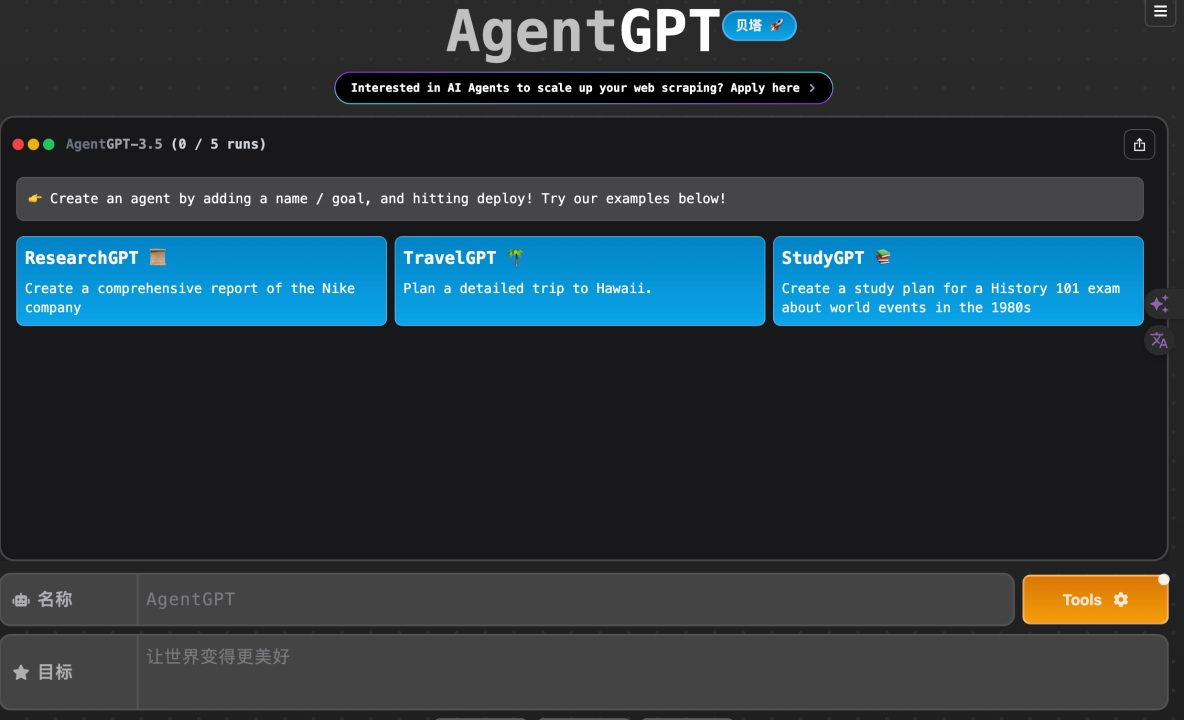 AgentGPT 贝塔 🚀
Interested in AI Agents to scale up your web scraping? Apply here >
AgentGPT-3.5 (0 / 5 runs)
👉 Create an agent by adding a name / goal, and hitting deploy! Try our examples below!
ResearchGPT 📜
Create a comprehensive report of the Nike
company
TravelGPT 🌴
Plan a detailed trip to Hawaii.
StudyGPT 📚
Create a study plan for a History 101 exam
about world events in the 1980s
名称
AgentGPT
Tools
目标
让世界变得更美好